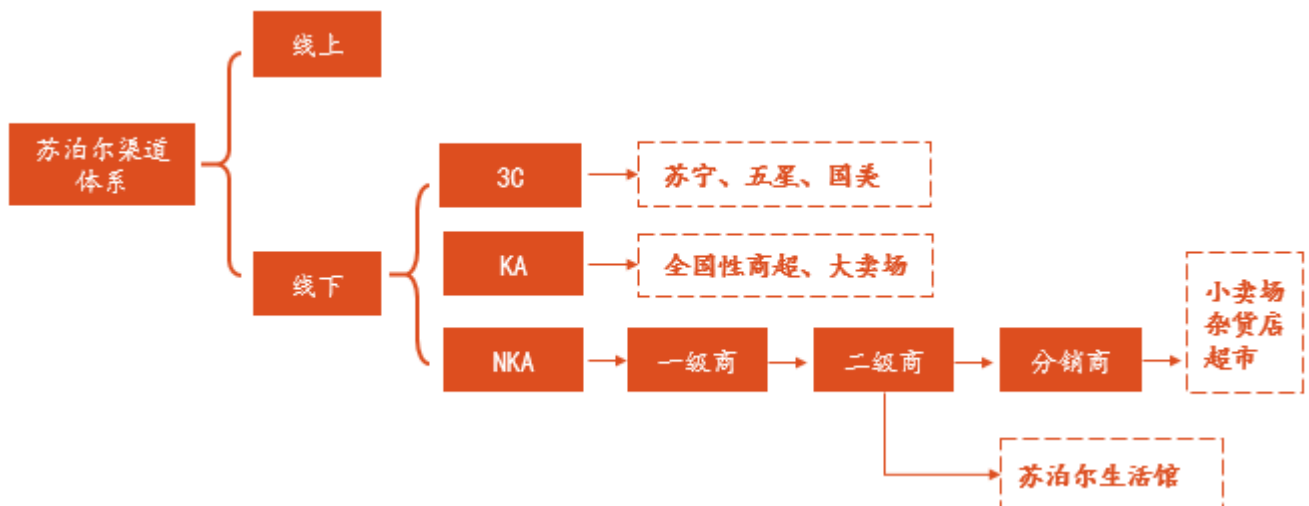 线上
苏泊尔渠道
体系
3C
苏宁、五星、国美
KA
全国性商超、大卖场
线下
小卖场
杂货店
超市
NKA
一级商
二级商
分销商
苏泊尔生活馆